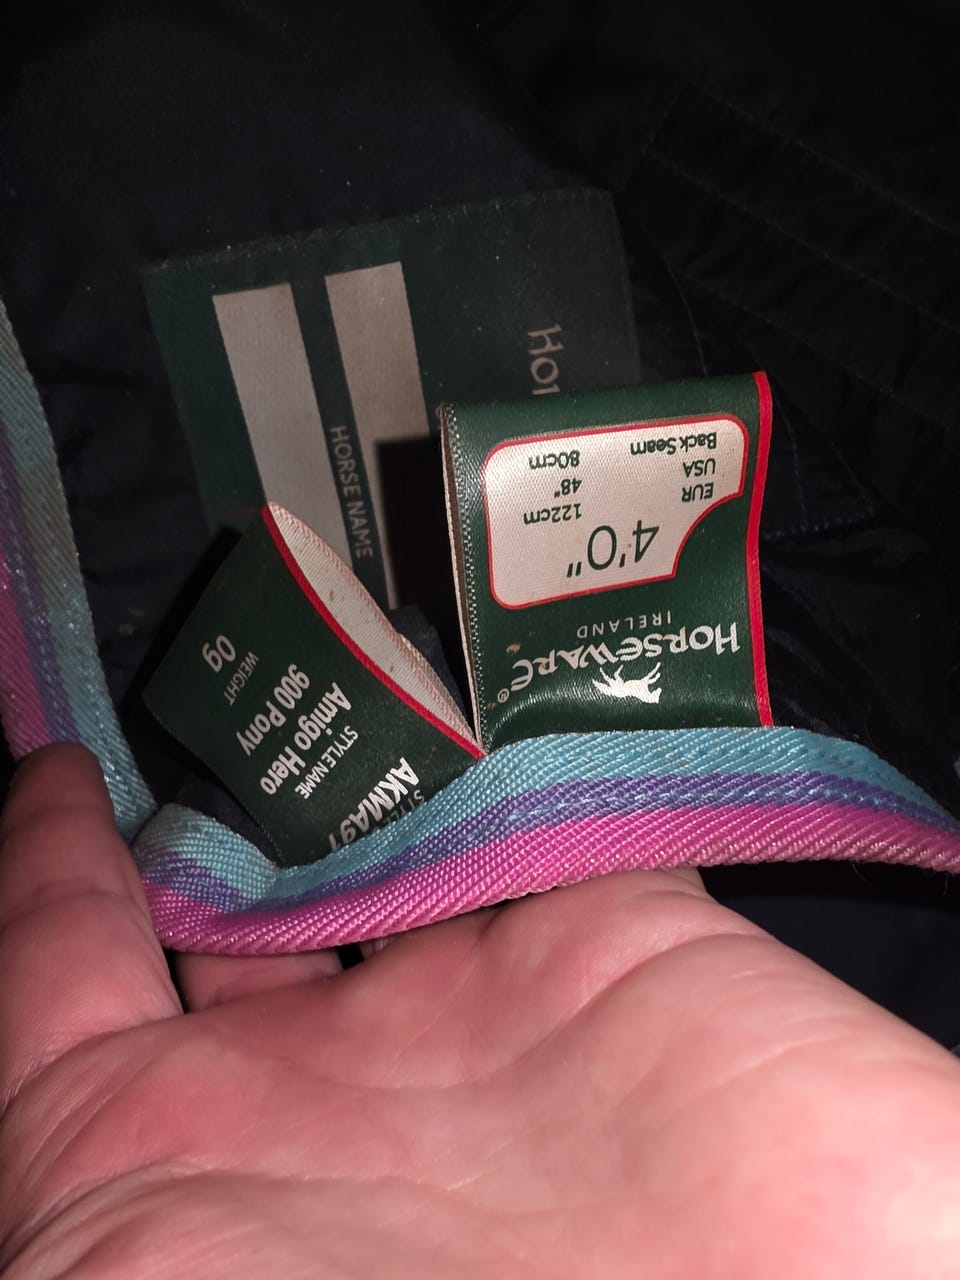 HORSEWARE®
IRELAND
4'0"
EUR 122cm
USA 48"
Back Seam 80cm
STYLE NAME
Amigo Hero
900 Pony
WEIGHT
0g
HORSE NAME